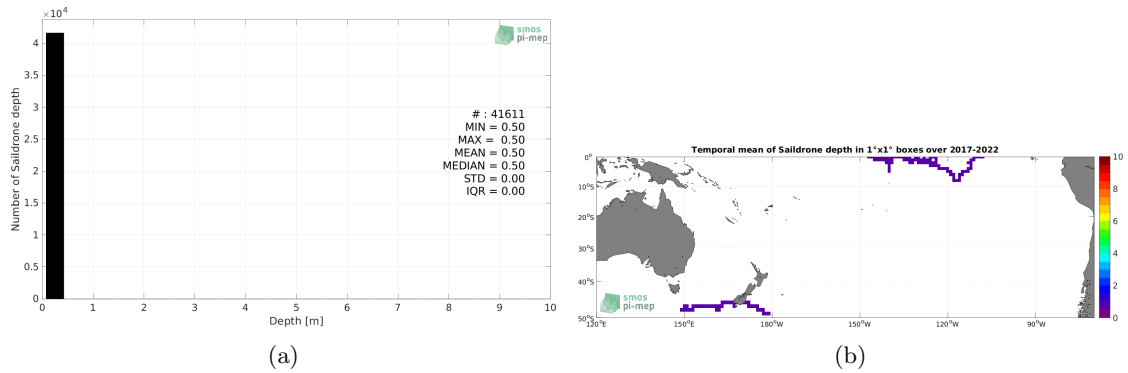 ×10⁴
4
3.5
3
2.5
2
1.5
1
0.5
0
Number of Saildrone depth
smos
pi-mep
# : 41611
MIN = 0.50
MAX = 0.50
MEAN = 0.50
MEDIAN = 0.50
STD = 0.00
IQR = 0.00
0 1 2 3 4 5 6 7 8 9 10
Depth [m]
(a)
Temporal mean of Saildrone depth in 1°x1° boxes over 2017-2022
0°
10°S
20°S
30°S
40°S
50°S
smos
pi-mep
120°E 150°E 180°W 150°W 120°W 90°W
10
8
6
4
2
0
(b)